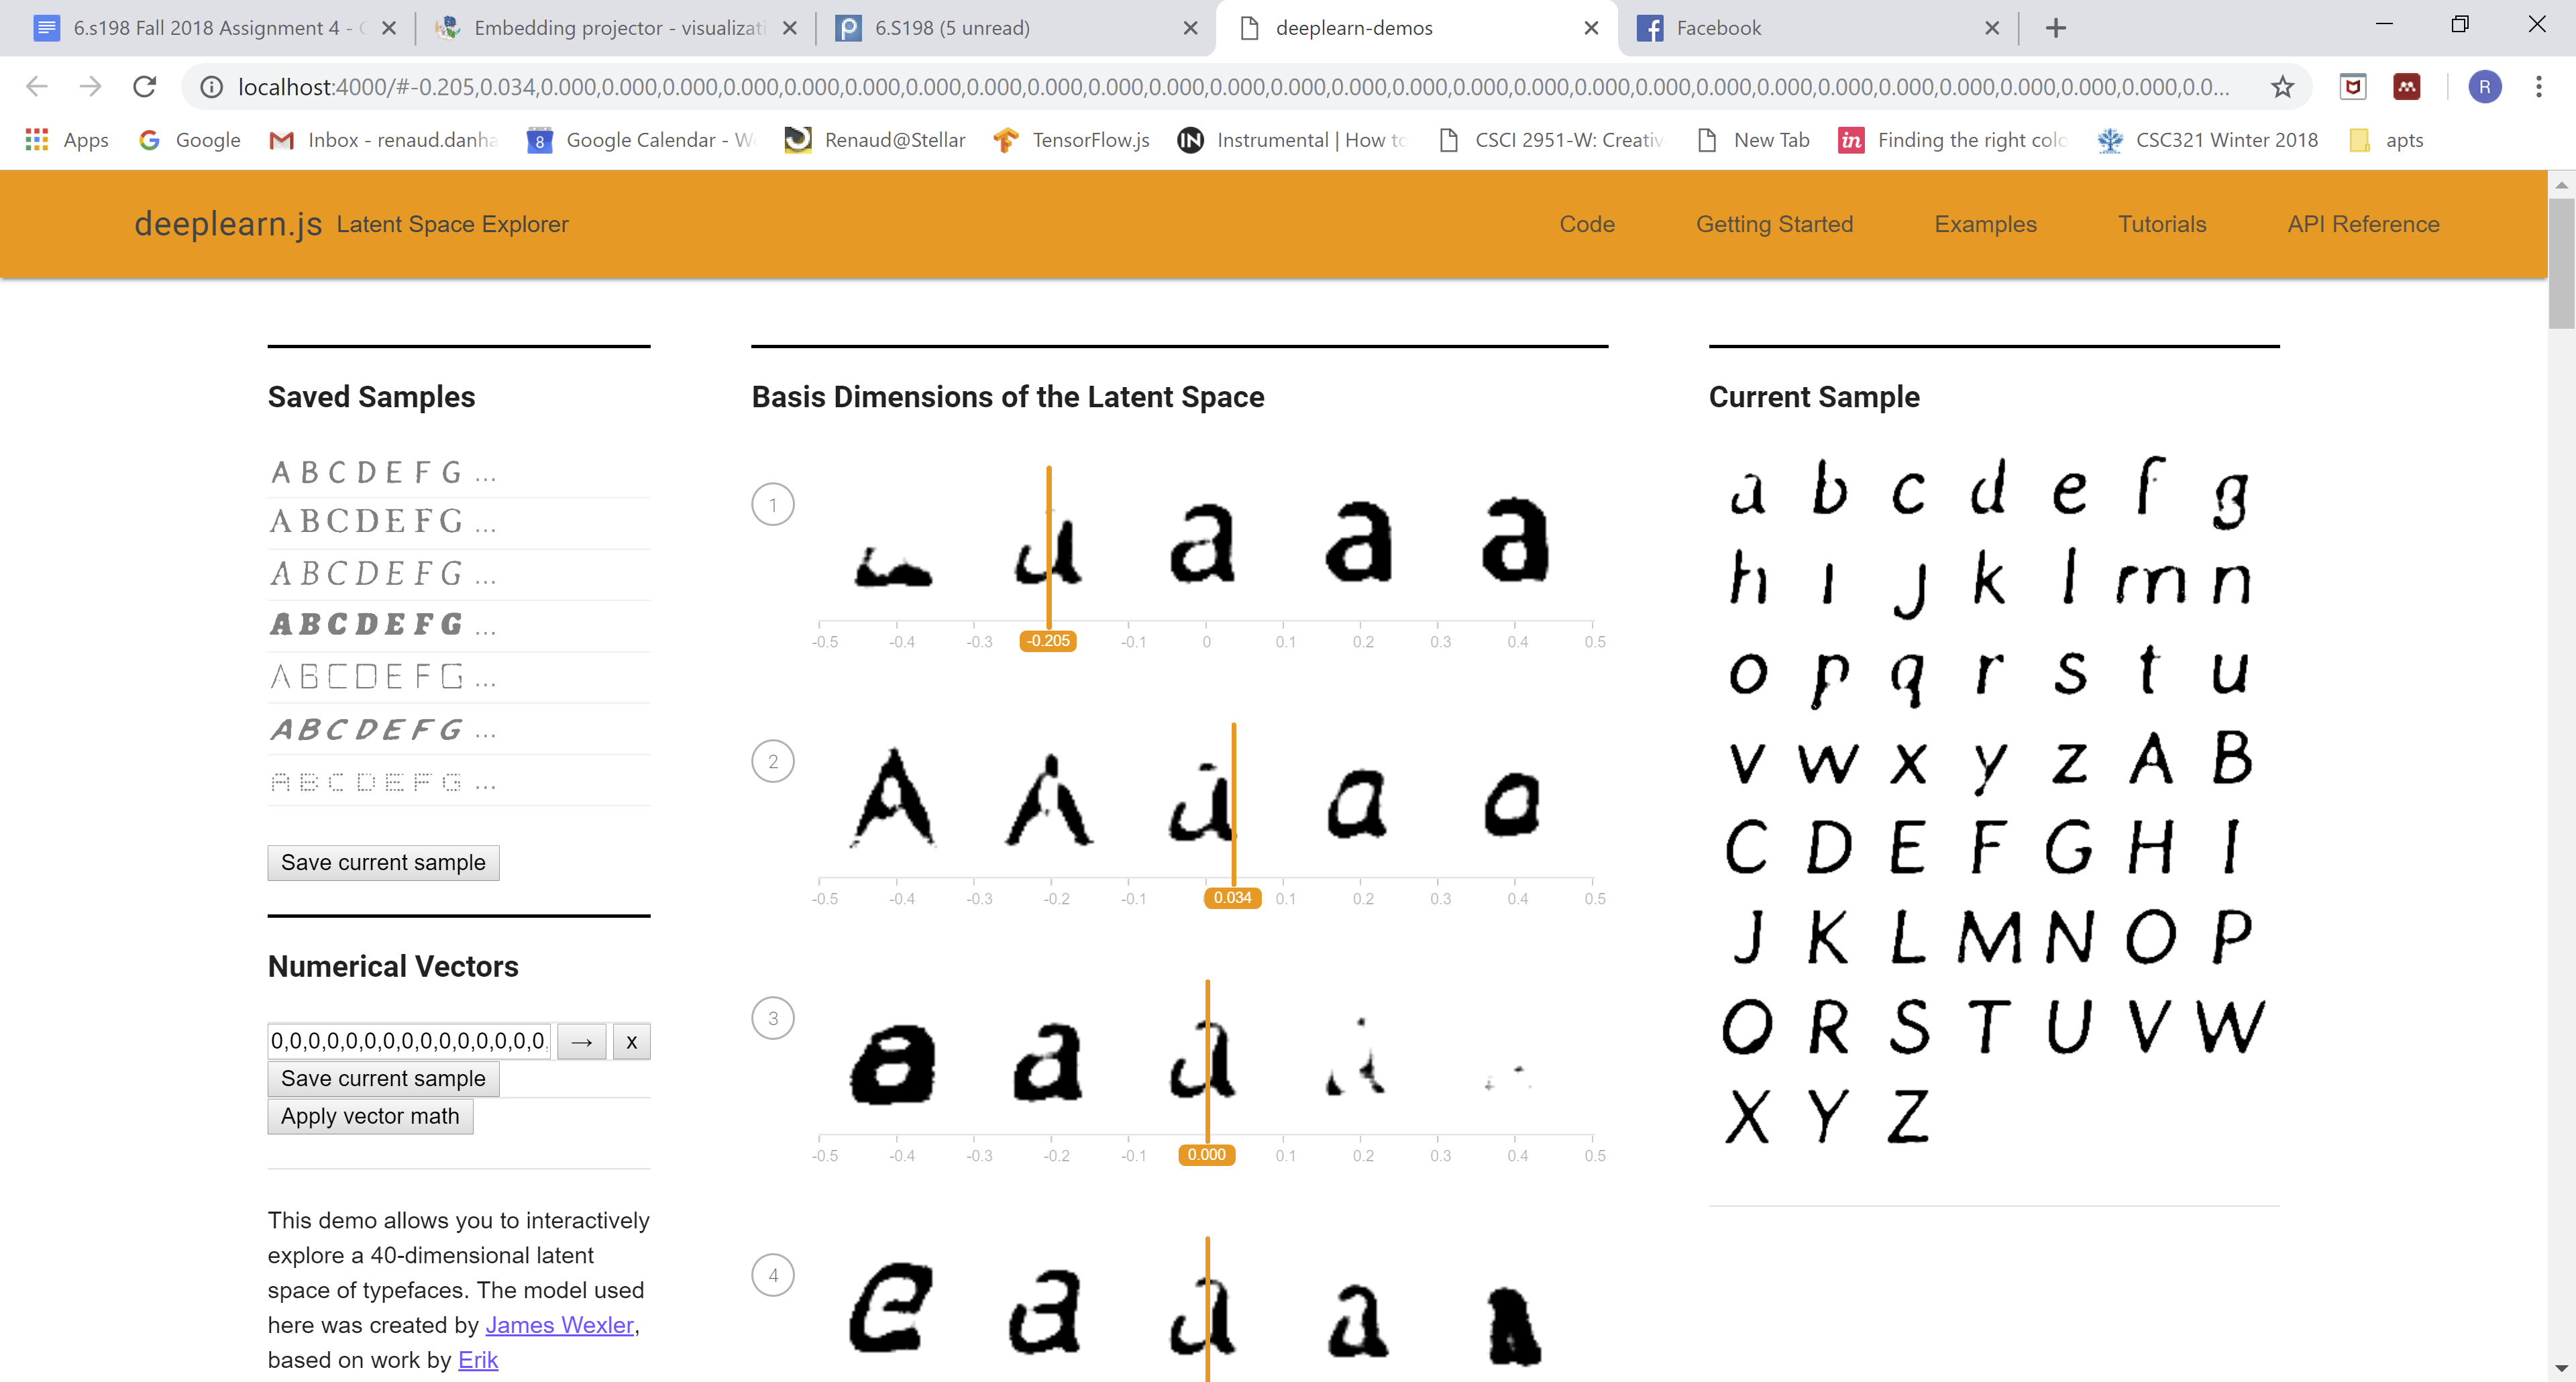 6.s198 Fall 2018 Assignment 4 -
Embedding projector - visualizati
6.S198 (5 unread)
deeplearn-demos
Facebook
localhost:4000/#-0.205,0.034,0.000,0.000,0.000,0.000,0.000,0.000,0.000,0.000,0.000,0.000,0.000,0.000,0.000,0.000,0.000,0.000,0.000,0.000,0.000,0.000,0.000,0.000,0.000,0.000,0.000,0.000,0.000,0.000,0.000,0.000,0.0...
R
Apps
Google
Inbox - renaud.danha
8
Google Calendar - W
Renaud@Stellar
TensorFlow.js
IN
Instrumental | How to
CSCI 2951-W: Creativ
New Tab
in
Finding the right colo
CSC321 Winter 2018
apts
deeplearn.js Latent Space Explorer
Code
Getting Started
Examples
Tutorials
API Reference
Saved Samples
A B C D E F G ...
A B C D E F G ...
A B C D E F G ...
A B C D E F G ...
A B C D E F G ...
A B C D E F G ...
A B C D E F G ...
Save current sample
Numerical Vectors
0,0,0,0,0,0,0,0,0,0,0,0,0,0,0,
→
x
Save current sample
Apply vector math
This demo allows you to interactively
explore a 40-dimensional latent
space of typefaces. The model used
here was created by James Wexler,
based on work by Erik
Basis Dimensions of the Latent Space
1
a a a
-0.5 -0.4 -0.3 -0.205 -0.1 0 0.1 0.2 0.3 0.4 0.5
2
A A a a o
-0.5 -0.4 -0.3 -0.2 -0.1 0.034 0.1 0.2 0.3 0.4 0.5
3
a a a
-0.5 -0.4 -0.3 -0.2 -0.1 0.000 0.1 0.2 0.3 0.4 0.5
4
e a a a
Current Sample
a b c d e f g
h i j k l m n
o p q r s t u
v w x y z A B
C D E F G H I
J K L M N O P
O R S T U V W
X Y Z